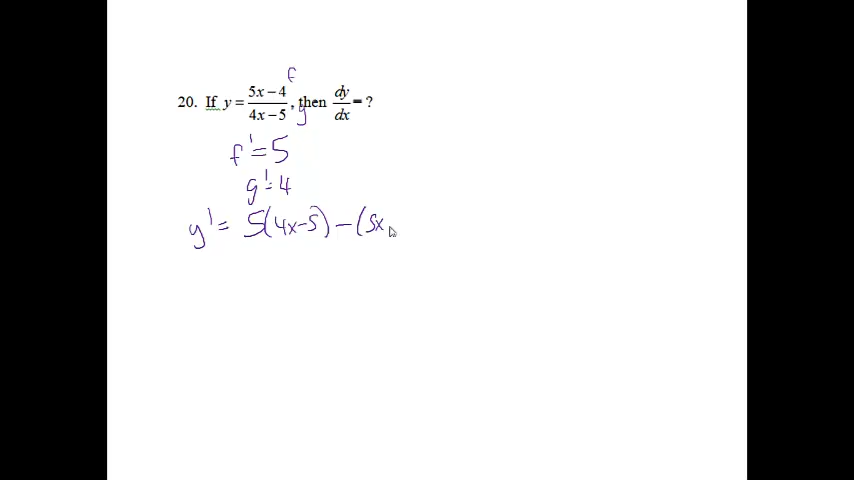 f
20. If y = (5x − 4)/(4x − 5), then dy/dx = ?
g
f' = 5
g' = 4
y' = 5(4x-5) - (5x